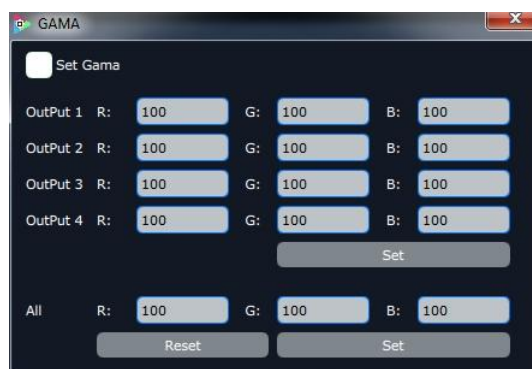 GAMA
Set Gama
OutPut 1 R: 100 G: 100 B: 100
OutPut 2 R: 100 G: 100 B: 100
OutPut 3 R: 100 G: 100 B: 100
OutPut 4 R: 100 G: 100 B: 100
Set
All R: 100 G: 100 B: 100
Reset Set